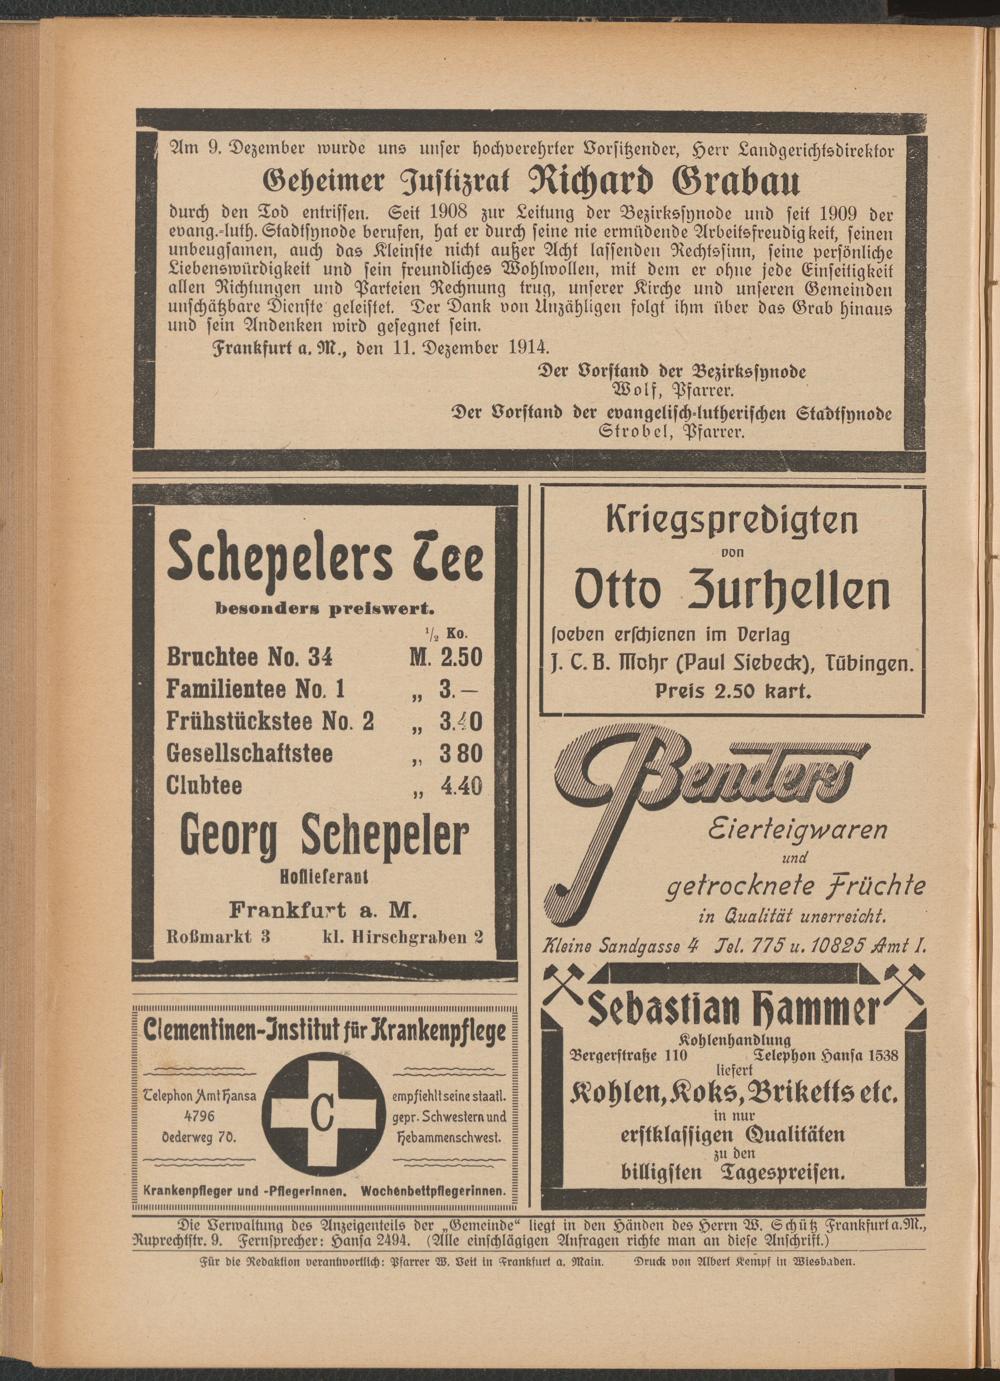 Am 9. Dezember wurde uns unser hochverehrter Vorsitzender, Herr Landgerichtsdirektor
Geheimer Justizrat Richard Grabau
durch den Tod entrissen. Seit 1908 zur Leitung der Bezirkssynode und seit 1909 der
evang.-luth. Stadtsynode berufen, hat er durch seine nie ermüdende Arbeitsfreudigkeit, seinen
unbeugsamen, auch das Kleinste nicht außer Acht lassenden Rechtssinn, seine persönliche
Liebenswürdigkeit und sein freundliches Wohlwollen, mit dem er ohne jede Einseitigkeit
allen Richtungen und Parteien Rechnung trug, unserer Kirche und unseren Gemeinden
unschätzbare Dienste geleistet. Der Dank von Unzähligen folgt ihm über das Grab hinaus
und sein Andenken wird gesegnet sein.
Frankfurt a. M., den 11. Dezember 1914.
Der Vorstand der Bezirkssynode
Wolf, Pfarrer.
Der Vorstand der evangelisch-lutherischen Stadtsynode
Strobel, Pfarrer.
Schepelers Tee
besonders preiswert.
1/2 Ko.
Bruchtee No. 34 M. 2.50
Familientee No. 1 „ 3.—
Frühstückstee No. 2 „ 3.40
Gesellschaftstee „ 3 80
Clubtee „ 4.40
Georg Schepeler
Hoflieferant
Frankfurt a. M.
Roßmarkt 3 kl. Hirschgraben 2
Clementinen-Institut für Krankenpflege
Telephon Amt Hansa
4796
Oederweg 70.
C
empfiehlt seine staatl.
gepr. Schwestern und
Hebammenschwest.
Krankenpfleger und -Pflegerinnen. Wochenbettpflegerinnen.
Kriegspredigten
von
Otto Zurhellen
soeben erschienen im Verlag
J. C. B. Mohr (Paul Siebeck), Tübingen.
Preis 2.50 kart.
Benders
Eierteigwaren
und
getrocknete Früchte
in Qualität unerreicht.
Kleine Sandgasse 4 Tel. 775 u. 10825 Amt I.
Sebastian Hammer
Kohlenhandlung
Bergerstraße 110 Telephon Hansa 1538
liefert
Kohlen, Koks, Briketts etc.
in nur
erstklassigen Qualitäten
zu den
billigsten Tagespreisen.
Die Verwaltung des Anzeigenteils der „Gemeinde“ liegt in den Händen des Herrn W. Schütz Frankfurt a. M.,
Ruprechtstr. 9. Fernsprecher: Hansa 2494. (Alle einschlägigen Anfragen richte man an diese Anschrift.)
Für die Redaktion verantwortlich: Pfarrer W. Veit in Frankfurt a. Main. Druck von Albert Kempf in Wiesbaden.